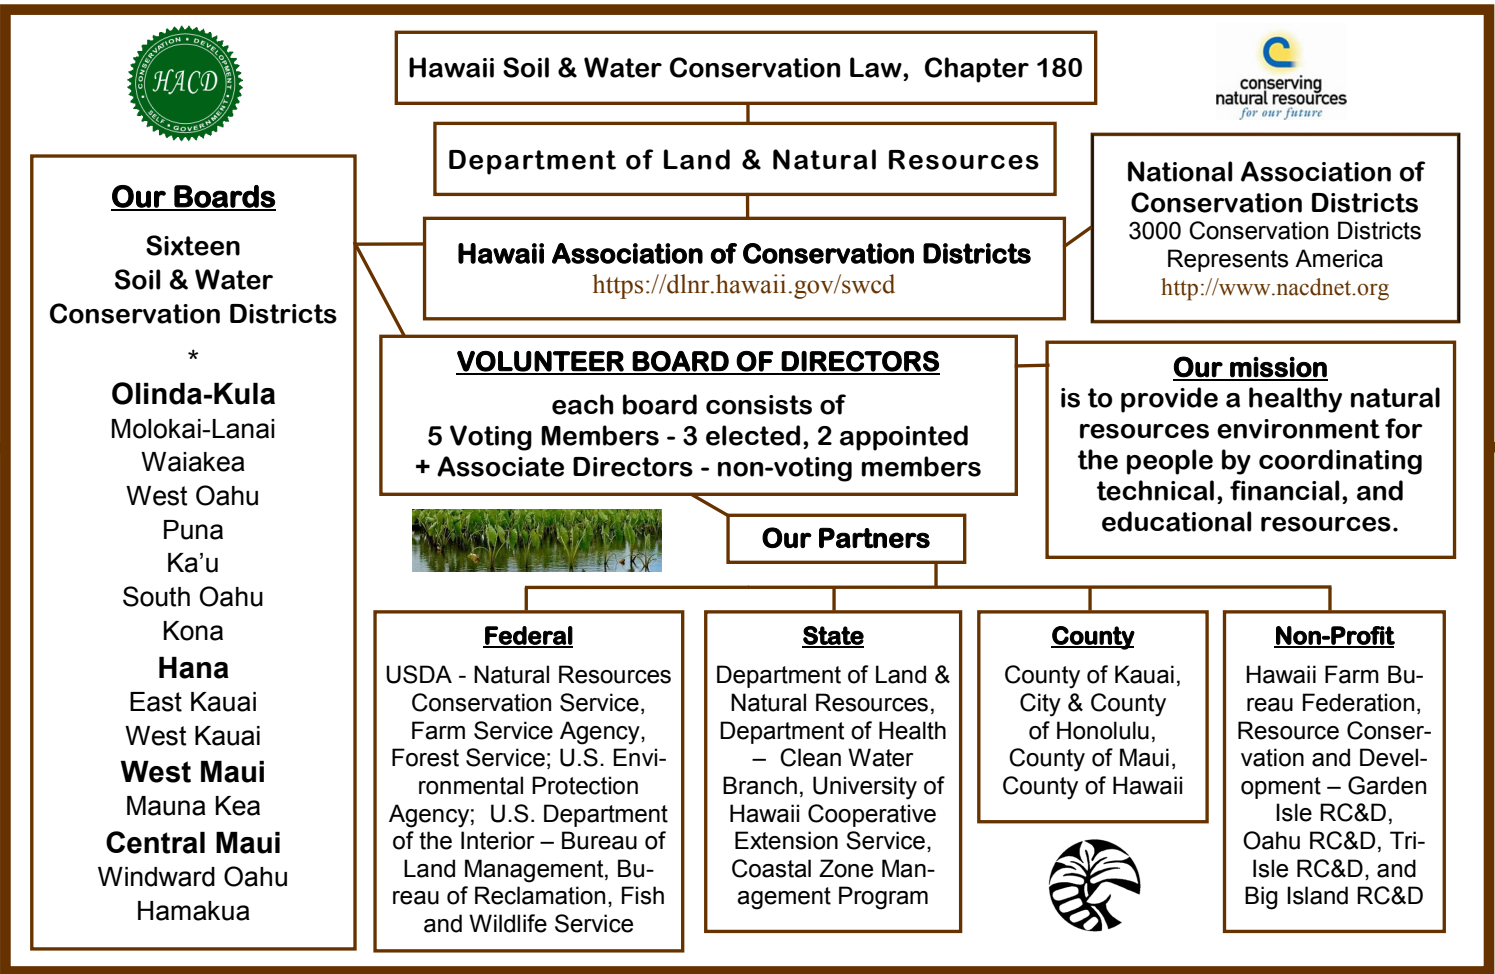 CONSERVATION • DEVELOPMENT
HACD
SELF • GOVERNMENT
Hawaii Soil & Water Conservation Law,  Chapter 180
conserving
natural resources
for our future
Department of Land & Natural Resources
National Association of
Conservation Districts
3000 Conservation Districts
Represents America
http://www.nacdnet.org
Hawaii Association of Conservation Districts
https://dlnr.hawaii.gov/swcd
Our Boards
Sixteen
Soil & Water
Conservation Districts
*
Olinda-Kula
Molokai-Lanai
Waiakea
West Oahu
Puna
Ka’u
South Oahu
Kona
Hana
East Kauai
West Kauai
West Maui
Mauna Kea
Central Maui
Windward Oahu
Hamakua
VOLUNTEER BOARD OF DIRECTORS
each board consists of
5 Voting Members - 3 elected, 2 appointed
+ Associate Directors - non-voting members
Our mission
is to provide a healthy natural
resources environment for
the people by coordinating
technical, financial, and
educational resources.
Our Partners
Federal
USDA - Natural Resources
Conservation Service,
Farm Service Agency,
Forest Service; U.S. Envi-
ronmental Protection
Agency;  U.S. Department
of the Interior – Bureau of
Land Management, Bu-
reau of Reclamation, Fish
and Wildlife Service
State
Department of Land &
Natural Resources,
Department of Health
–  Clean Water
Branch, University of
Hawaii Cooperative
Extension Service,
Coastal Zone Man-
agement Program
County
County of Kauai,
City & County
of Honolulu,
County of Maui,
County of Hawaii
Non-Profit
Hawaii Farm Bu-
reau Federation,
Resource Conser-
vation and Devel-
opment – Garden
Isle RC&D,
Oahu RC&D, Tri-
Isle RC&D, and
Big Island RC&D